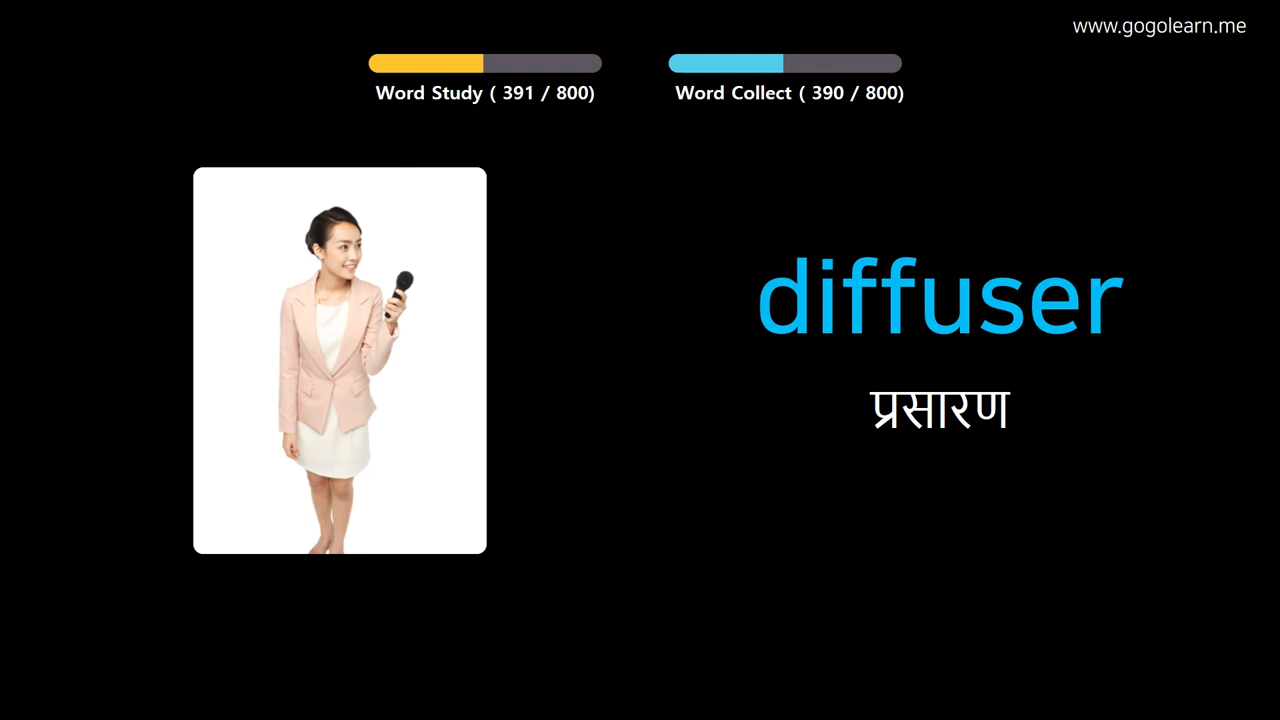 www.gogolearn.me
Word Study ( 391 / 800)
Word Collect ( 390 / 800)
diffuser
प्रसारण